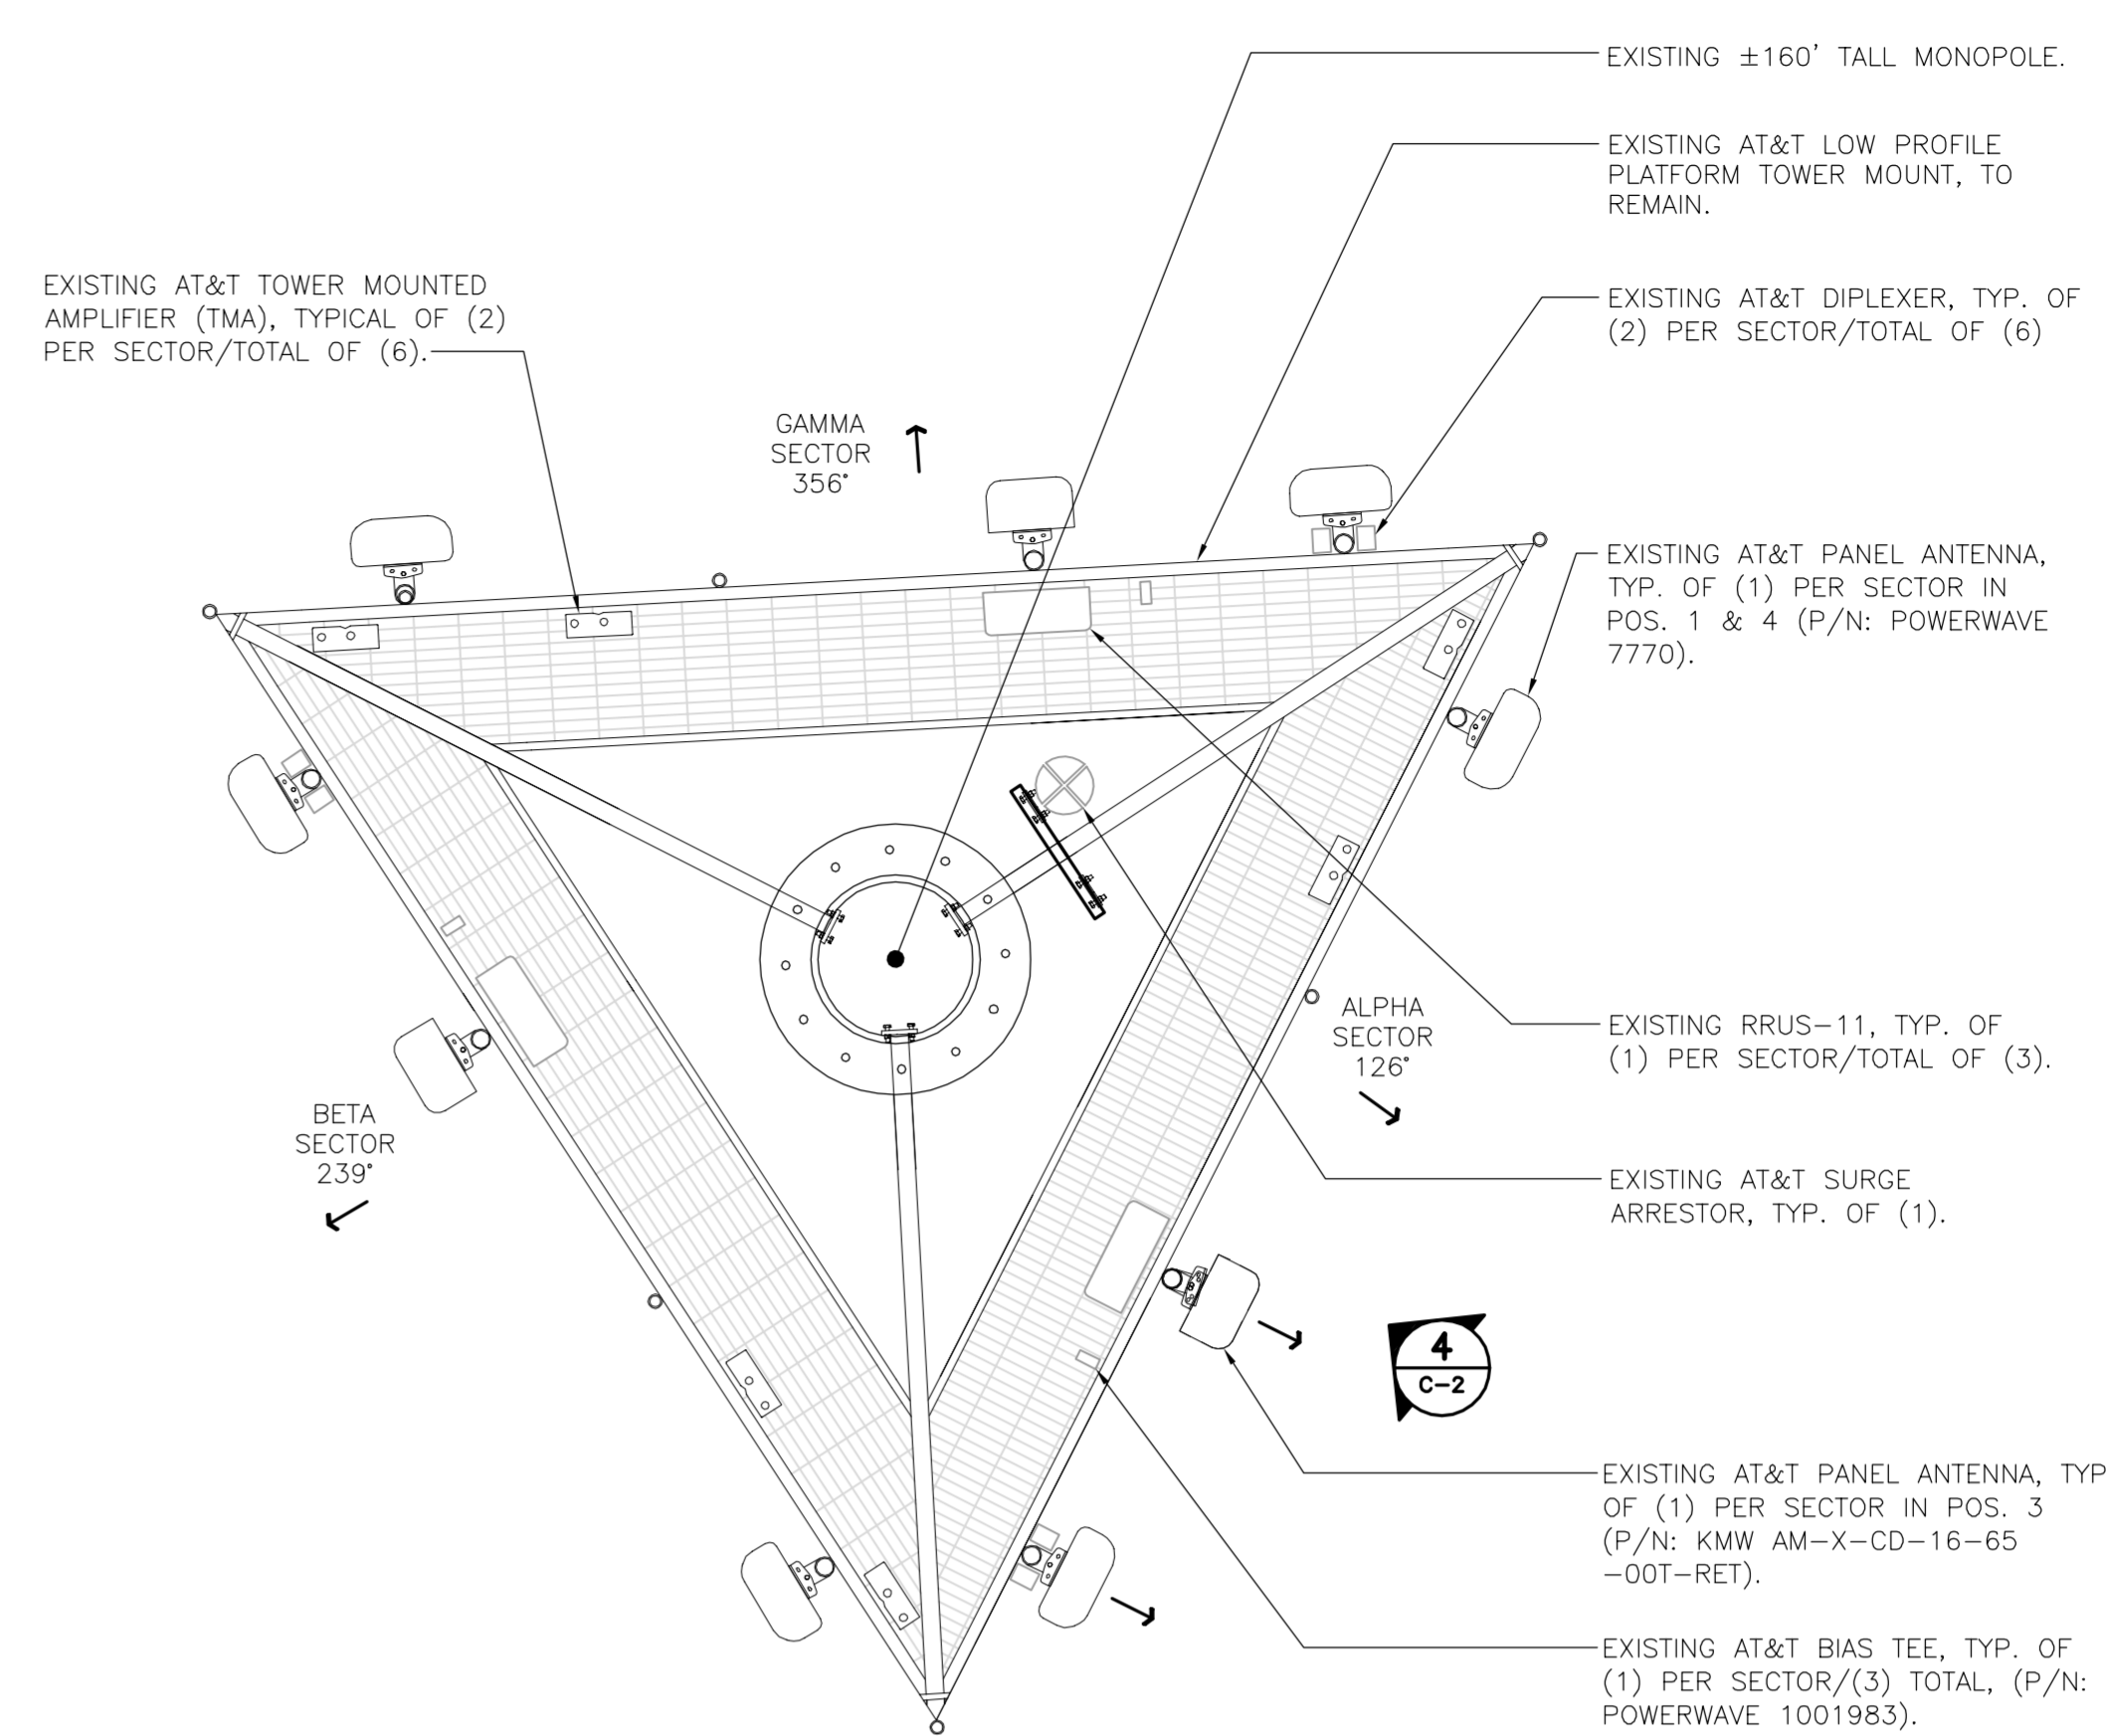 EXISTING ±160' TALL MONOPOLE.
EXISTING AT&T LOW PROFILE
PLATFORM TOWER MOUNT, TO
REMAIN.
EXISTING AT&T TOWER MOUNTED
AMPLIFIER (TMA), TYPICAL OF (2)
PER SECTOR/TOTAL OF (6).
EXISTING AT&T DIPLEXER, TYP. OF
(2) PER SECTOR/TOTAL OF (6)
GAMMA
SECTOR
356°
EXISTING AT&T PANEL ANTENNA,
TYP. OF (1) PER SECTOR IN
POS. 1 & 4 (P/N: POWERWAVE
7770).
ALPHA
SECTOR
126°
EXISTING RRUS-11, TYP. OF
(1) PER SECTOR/TOTAL OF (3).
BETA
SECTOR
239°
EXISTING AT&T SURGE
ARRESTOR, TYP. OF (1).
4
C-2
EXISTING AT&T PANEL ANTENNA, TYP
OF (1) PER SECTOR IN POS. 3
(P/N: KMW AM-X-CD-16-65
-00T-RET).
EXISTING AT&T BIAS TEE, TYP. OF
(1) PER SECTOR/(3) TOTAL, (P/N:
POWERWAVE 1001983).